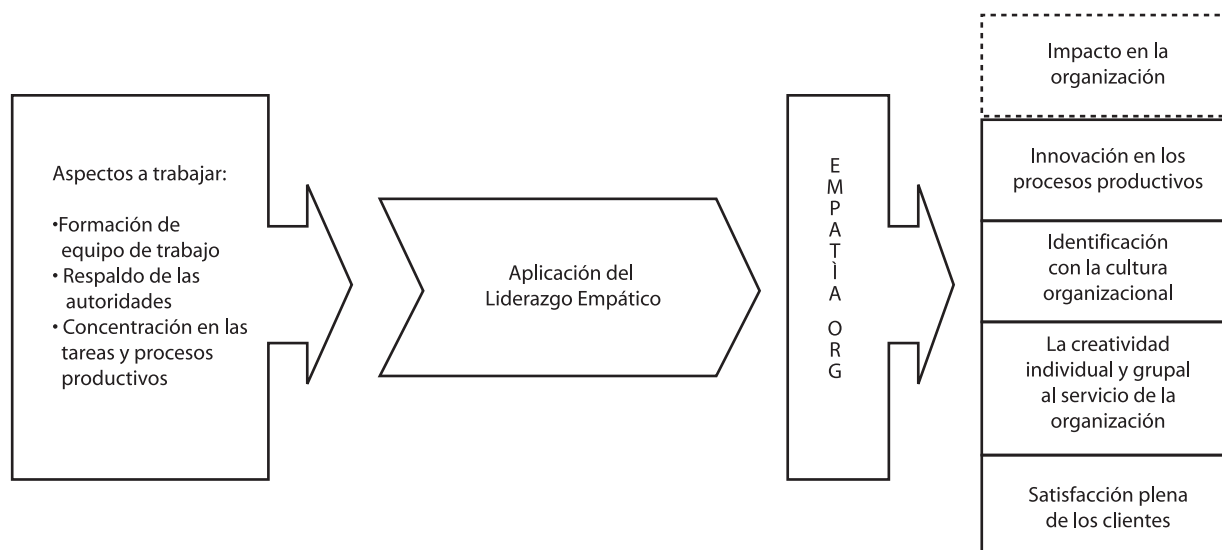 Aspectos a trabajar:
•Formación de
equipo de trabajo
• Respaldo de las
autoridades
• Concentración en las
tareas y procesos
productivos
Aplicación del
Liderazgo Empático
EMPATÌA ORG
Impacto en la
organización
Innovación en los
procesos productivos
Identificación
con la cultura
organizacional
La creatividad
individual y grupal
al servicio de la
organización
Satisfacción plena
de los clientes